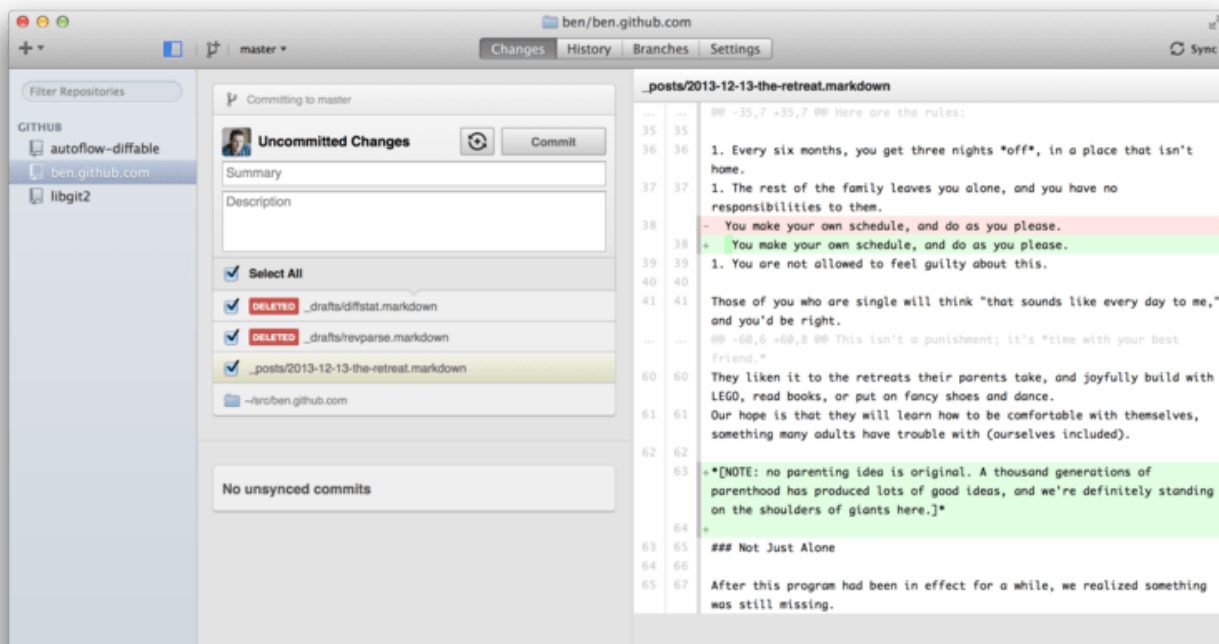 ben/ben.github.com
master
Changes History Branches Settings
Sync
Filter Repositories
GITHUB
autoflow-diffable
ben.github.com
libgit2
Committing to master
Uncommitted Changes
Commit
Summary
Description
Select All
DELETED _drafts/diffstat.markdown
DELETED _drafts/revparse.markdown
_posts/2013-12-13-the-retreat.markdown
~/src/ben.github.com
No unsynced commits
_posts/2013-12-13-the-retreat.markdown
... ... @@ -35,7 +35,7 @@ Here are the rules:
35 35
36 36 1. Every six months, you get three nights *off*, in a place that isn't
home.
37 37 1. The rest of the family leaves you alone, and you have no
responsibilities to them.
38 - You make your own schedule, and do as you please.
38 + You make your own schedule, and do as you please.
39 39 1. You are not allowed to feel guilty about this.
40 40
41 41 Those of you who are single will think "that sounds like every day to me,"
and you'd be right.
... ... @@ -60,6 +60,8 @@ This isn't a punishment; it's *time with your best
friend.*
60 60 They liken it to the retreats their parents take, and joyfully build with
LEGO, read books, or put on fancy shoes and dance.
61 61 Our hope is that they will learn how to be comfortable with themselves,
something many adults have trouble with (ourselves included).
62 62
63 +*[NOTE: no parenting idea is original. A thousand generations of
parenthood has produced lots of good ideas, and we're definitely standing
on the shoulders of giants here.]*
64 +
63 65 ### Not Just Alone
64 66
65 67 After this program had been in effect for a while, we realized something
was still missing.